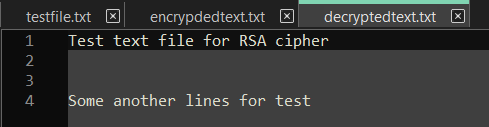 testfile.txt encrypdedtext.txt decryptedtext.txt
1 Test text file for RSA cipher
2
3
4 Some another lines for test